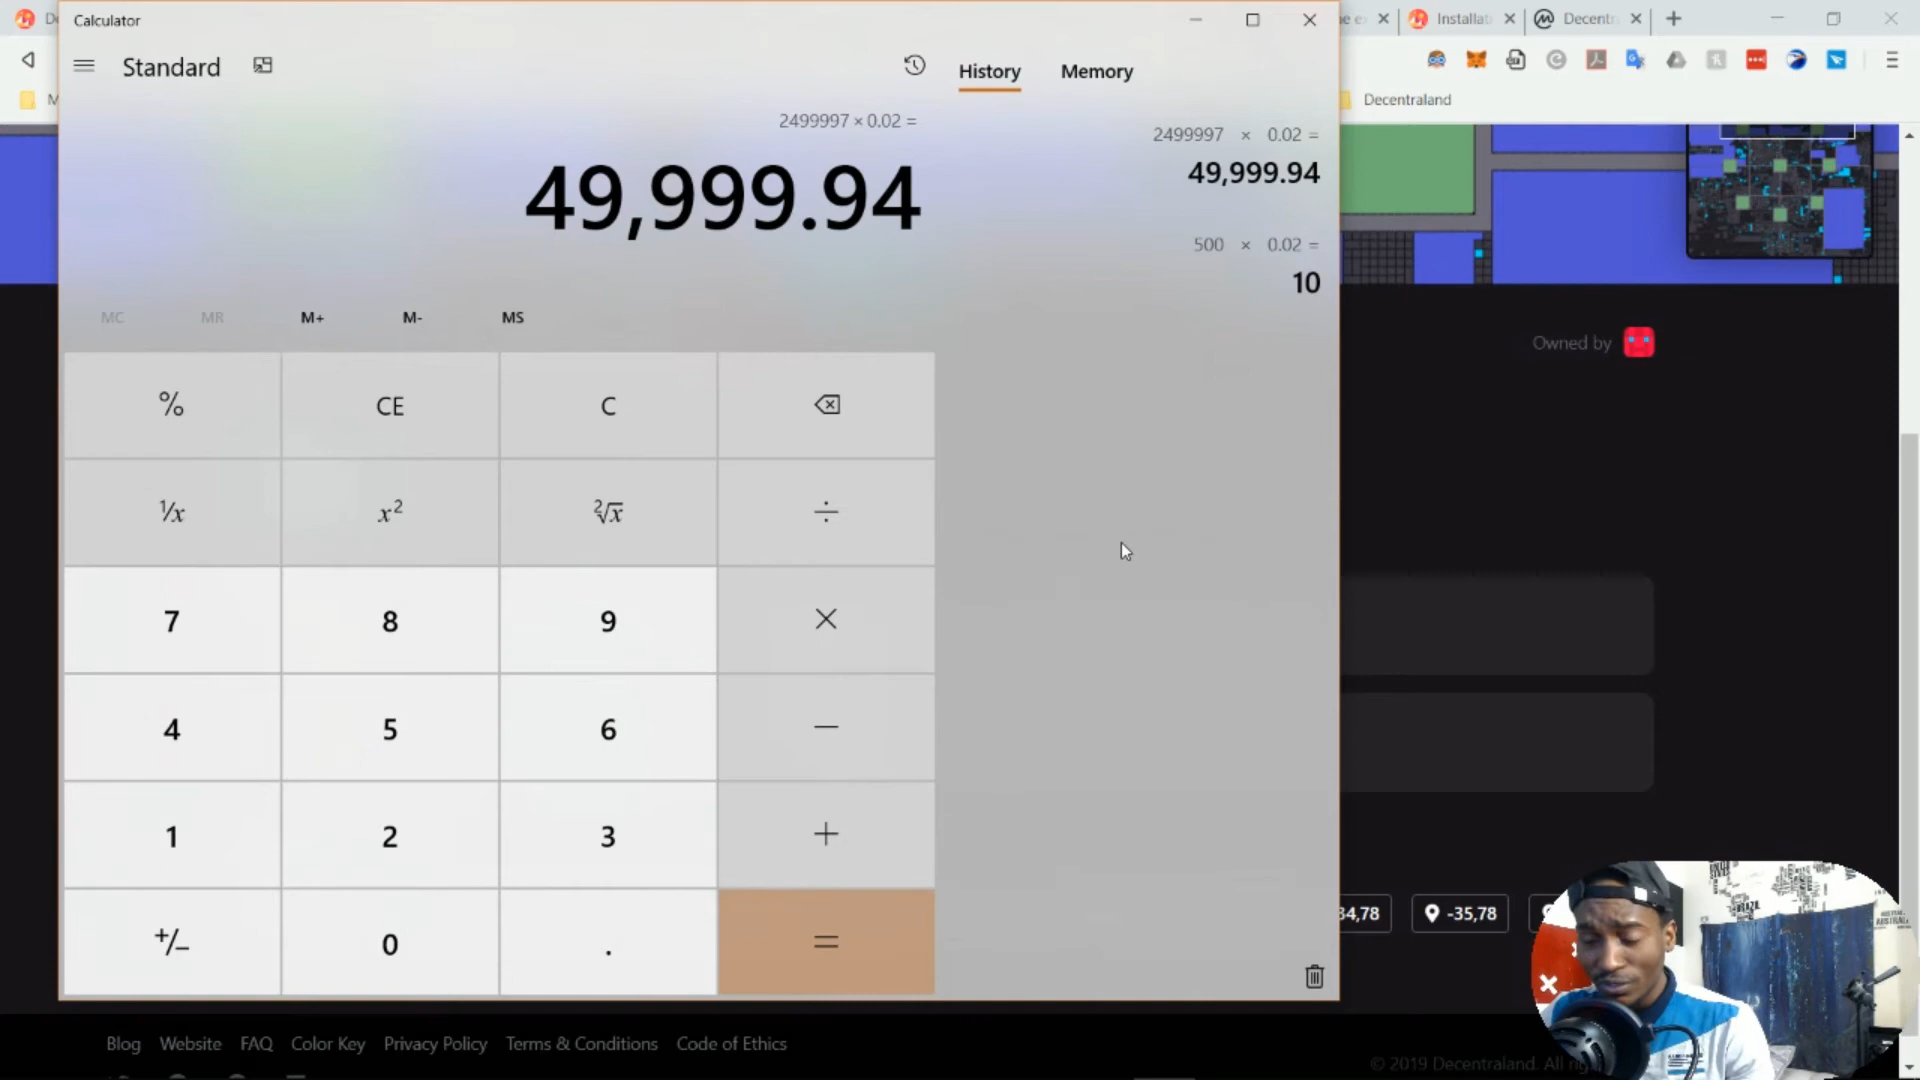 Calculator
Installat
Decentr
Standard
History
Memory
Decentraland
2499997 × 0.02 =
49,999.94
2499997 × 0.02 =
49,999.94
500 × 0.02 =
10
Owned by
MC MR M+ M- MS
% CE C
1/x x² ²√x ÷
7 8 9 ×
4 5 6 −
1 2 3 +
+/− 0 . =
34,78
-35,78
Blog Website FAQ Color Key Privacy Policy Terms & Conditions Code of Ethics
© 2019 Decentraland. All